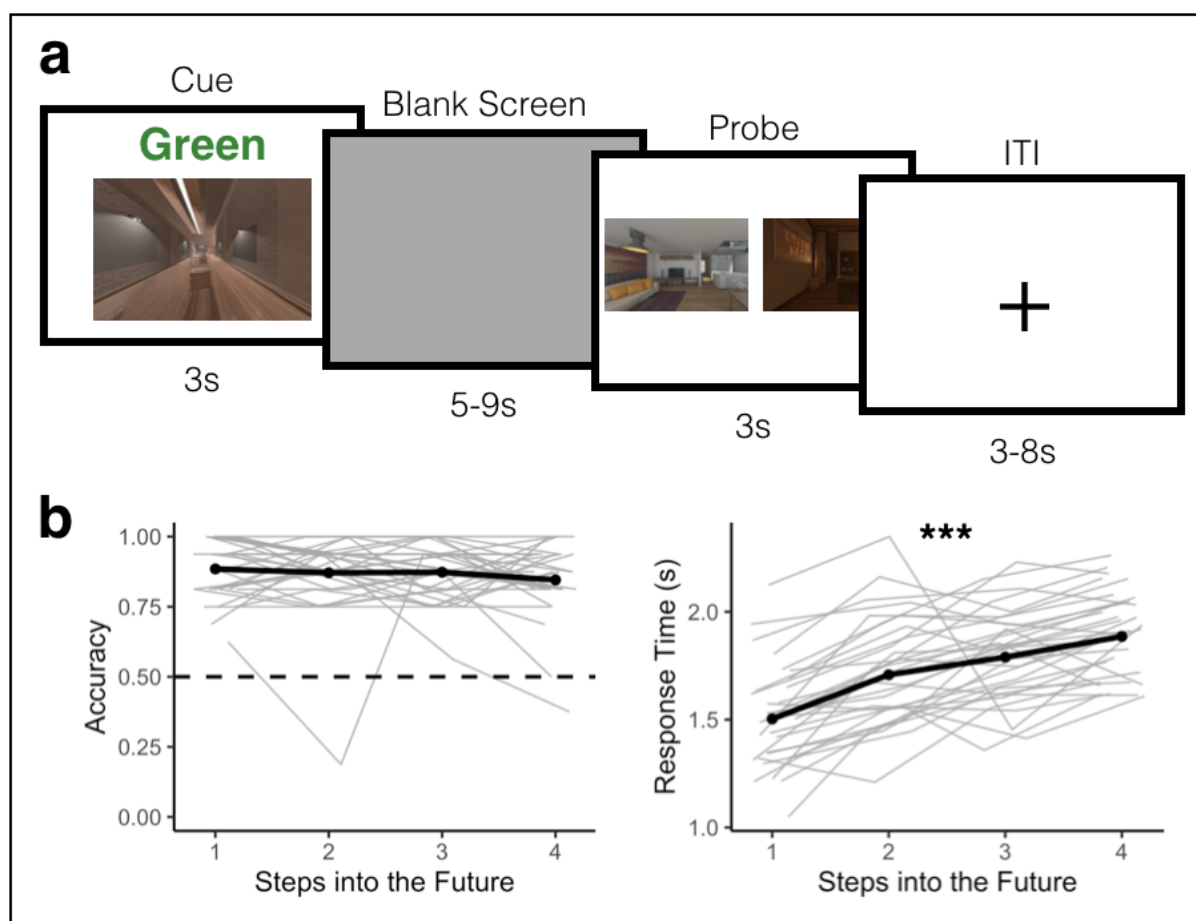 a
Cue
Blank Screen
Probe
ITI
Green
3s
5-9s
3s
3-8s
b
1.00
0.75
0.50
0.25
0.00
Accuracy
1 2 3 4
Steps into the Future
***
2.0
1.5
1.0
Response Time (s)
1 2 3 4
Steps into the Future